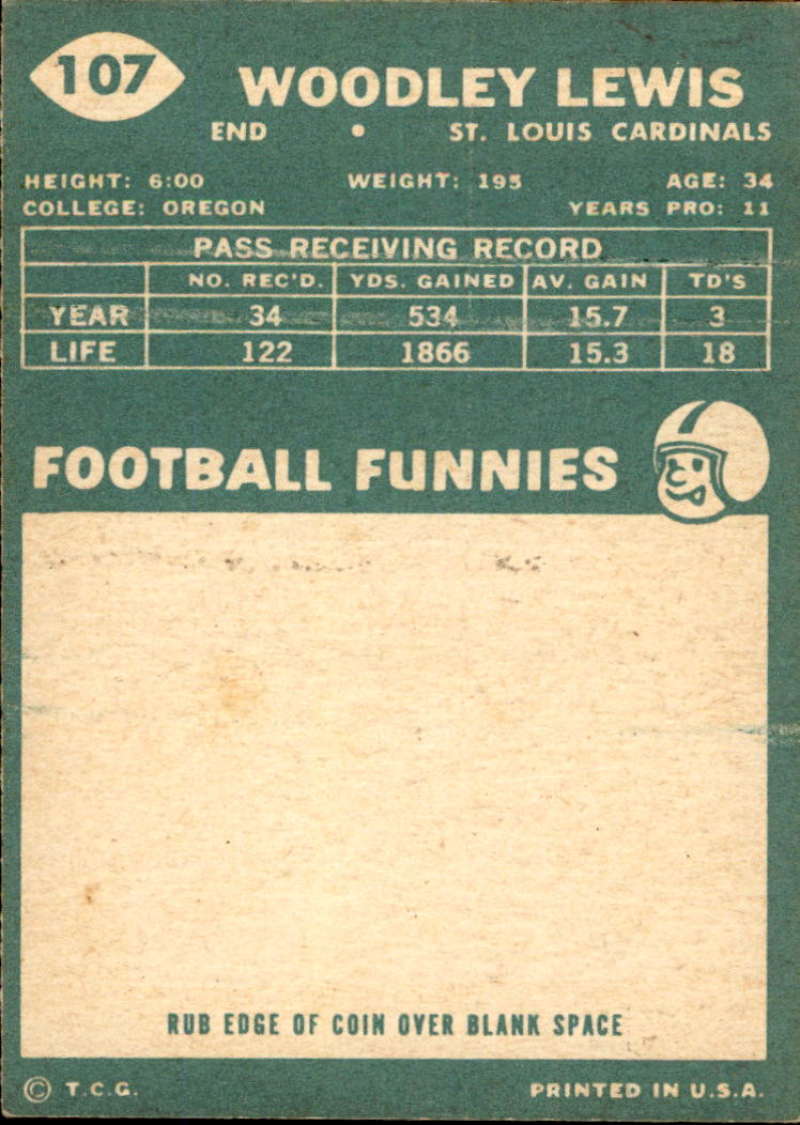 107
WOODLEY LEWIS
END • ST. LOUIS CARDINALS
HEIGHT: 6:00 WEIGHT: 195 AGE: 34
COLLEGE: OREGON YEARS PRO: 11
PASS RECEIVING RECORD
NO. REC'D. YDS. GAINED AV. GAIN TD'S
YEAR 34 534 15.7 3
LIFE 122 1866 15.3 18
FOOTBALL FUNNIES
RUB EDGE OF COIN OVER BLANK SPACE
© T.C.G. PRINTED IN U.S.A.